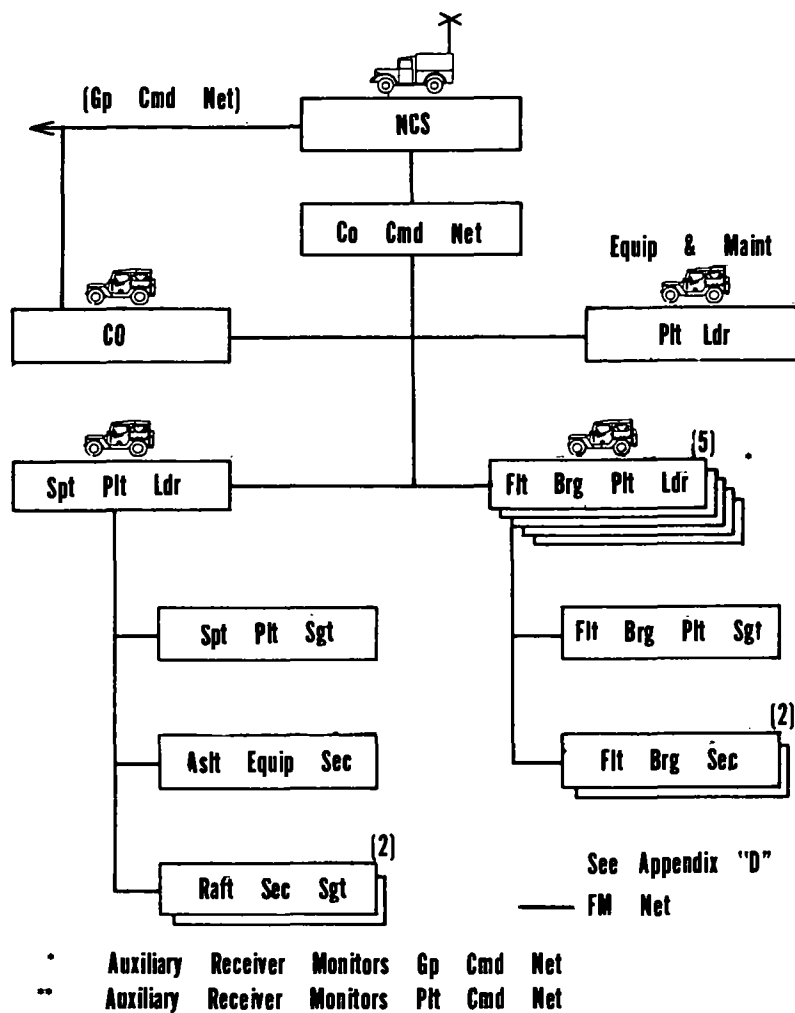 (Gp Cmd Net)
NCS
Co Cmd Net
Equip & Maint
CO
Plt Ldr
Spt Plt Ldr
(5) *
Flt Brg Plt Ldr
Spt Plt Sgt
Flt Brg Plt Sgt
Aslt Equip Sec
(2)
Flt Brg Sec
(2)
Raft Sec Sgt
See Appendix "D"
FM Net
* Auxiliary Receiver Monitors Gp Cmd Net
** Auxiliary Receiver Monitors Plt Cmd Net